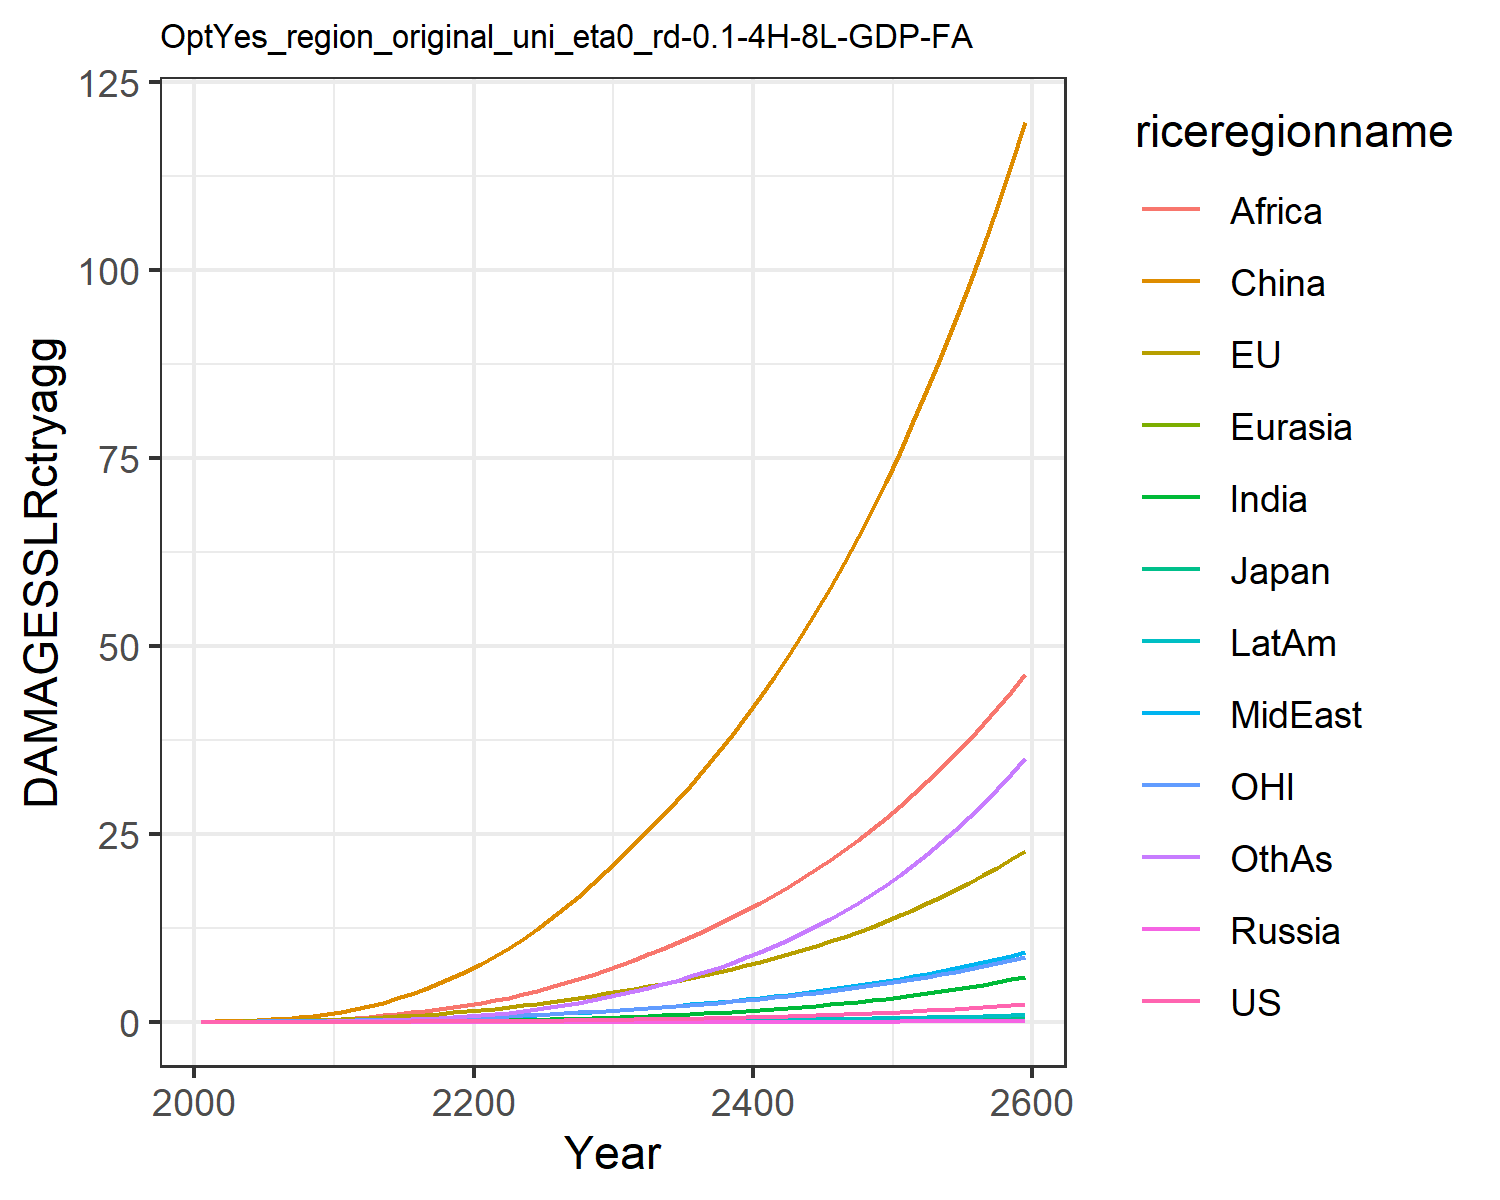 OptYes_region_original_uni_eta0_rd-0.1-4H-8L-GDP-FA
125
100
75
50
25
0
DAMAGESSLRctryagg
2000
2200
2400
2600
Year
riceregionname
Africa
China
EU
Eurasia
India
Japan
LatAm
MidEast
OHI
OthAs
Russia
US